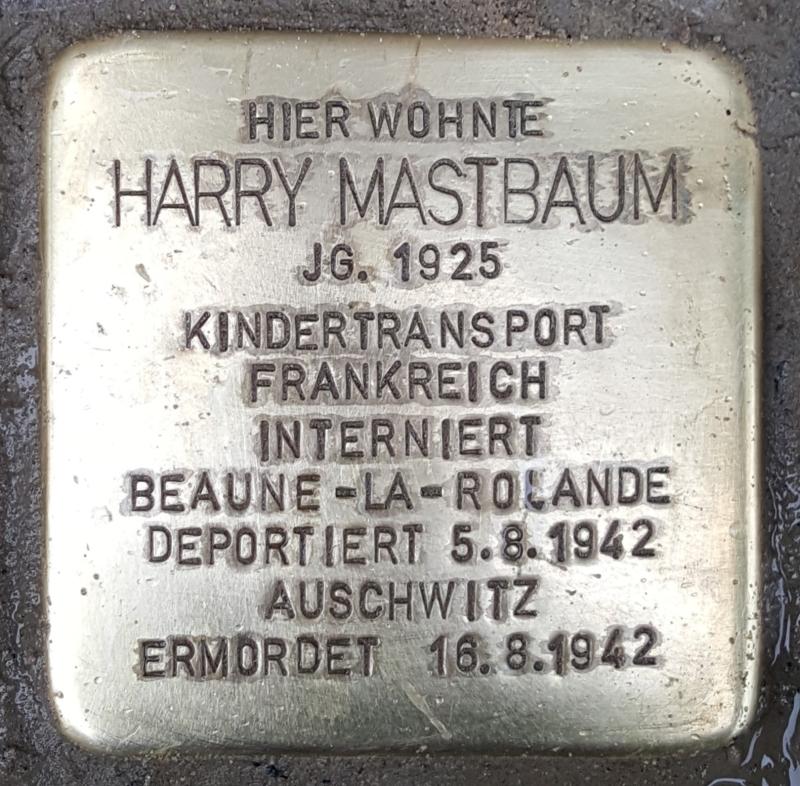 HIER WOHNTE
HARRY MASTBAUM
JG. 1925
KINDERTRANSPORT
FRANKREICH
INTERNIERT
BEAUNE-LA-ROLANDE
DEPORTIERT 5.8.1942
AUSCHWITZ
ERMORDET 16.8.1942